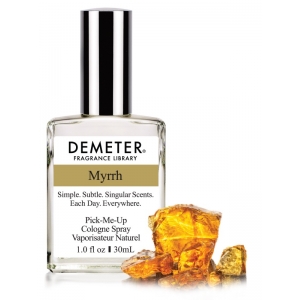 DEMETER®
FRAGRANCE LIBRARY
Myrrh
Simple. Subtle. Singular Scents.
Each Day. Everywhere.
Pick-Me-Up
Cologne Spray
Vaporisateur Naturel
1.0 fl oz 30mL